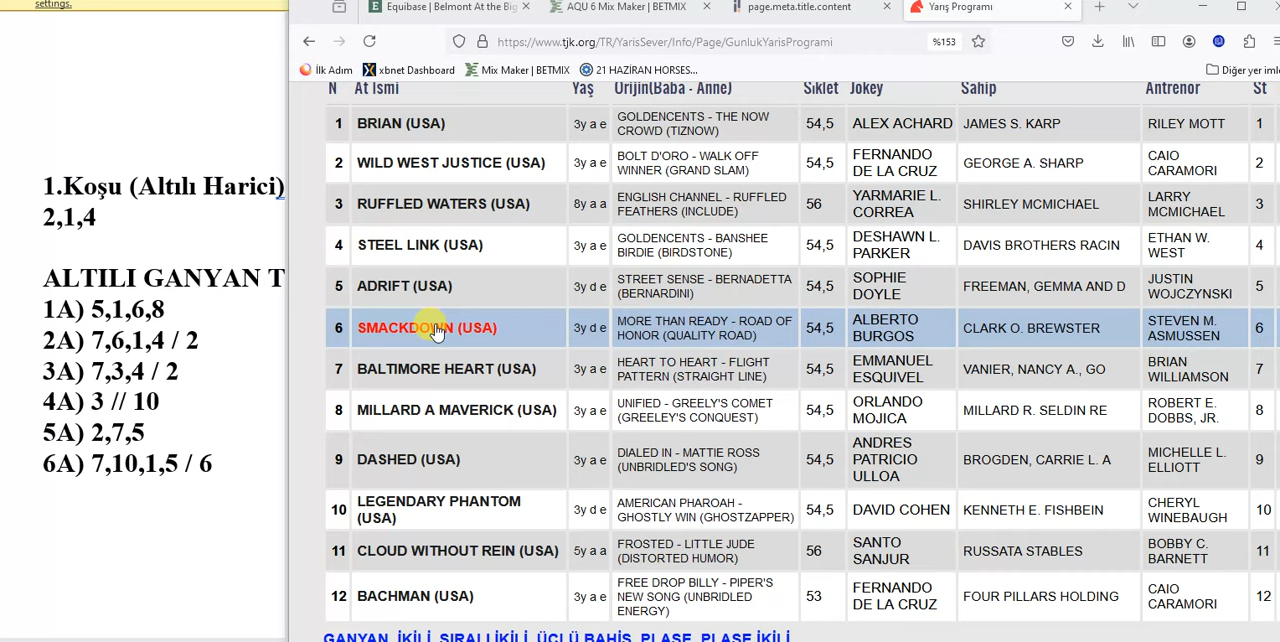 settings.
Equibase | Belmont At the Big
AQU 6 Mix Maker | BETMIX
page.meta.title.content
Yarış Programı
https://www.tjk.org/TR/YarisSever/Info/Page/GunlukYarisProgrami
%153
İlk Adım
xbnet Dashboard
Mix Maker | BETMIX
21 HAZİRAN HORSES...
Diğer yer imle
1.Koşu (Altılı Harici)
2,1,4
ALTILI GANYAN T
1A) 5,1,6,8
2A) 7,6,1,4 / 2
3A) 7,3,4 / 2
4A) 3 // 10
5A) 2,7,5
6A) 7,10,1,5 / 6
N At İsmi Yaş Orijin(Baba - Anne) Sıklet Jokey Sahip Antrenör St
1 BRIAN (USA) 3y a e GOLDENCENTS - THE NOW CROWD (TIZNOW) 54,5 ALEX ACHARD JAMES S. KARP RILEY MOTT 1
2 WILD WEST JUSTICE (USA) 3y a e BOLT D'ORO - WALK OFF WINNER (GRAND SLAM) 54,5 FERNANDO DE LA CRUZ GEORGE A. SHARP CAIO CARAMORI 2
3 RUFFLED WATERS (USA) 8y a a ENGLISH CHANNEL - RUFFLED FEATHERS (INCLUDE) 56 YARMARIE L. CORREA SHIRLEY MCMICHAEL LARRY MCMICHAEL 3
4 STEEL LINK (USA) 3y a e GOLDENCENTS - BANSHEE BIRDIE (BIRDSTONE) 54,5 DESHAWN L. PARKER DAVIS BROTHERS RACIN ETHAN W. WEST 4
5 ADRIFT (USA) 3y d e STREET SENSE - BERNADETTA (BERNARDINI) 54,5 SOPHIE DOYLE FREEMAN, GEMMA AND D JUSTIN WOJCZYNSKI 5
6 SMACKDOWN (USA) 3y d e MORE THAN READY - ROAD OF HONOR (QUALITY ROAD) 54,5 ALBERTO BURGOS CLARK O. BREWSTER STEVEN M. ASMUSSEN 6
7 BALTIMORE HEART (USA) 3y a e HEART TO HEART - FLIGHT PATTERN (STRAIGHT LINE) 54,5 EMMANUEL ESQUIVEL VANIER, NANCY A., GO BRIAN WILLIAMSON 7
8 MILLARD A MAVERICK (USA) 3y a e UNIFIED - GREELY'S COMET (GREELEY'S CONQUEST) 54,5 ORLANDO MOJICA MILLARD R. SELDIN RE ROBERT E. DOBBS, JR. 8
9 DASHED (USA) 3y a e DIALED IN - MATTIE ROSS (UNBRIDLED'S SONG) 54,5 ANDRES PATRICIO ULLOA BROGDEN, CARRIE L. A MICHELLE L. ELLIOTT 9
10 LEGENDARY PHANTOM (USA) 3y d e AMERICAN PHAROAH - GHOSTLY WIN (GHOSTZAPPER) 54,5 DAVID COHEN KENNETH E. FISHBEIN CHERYL WINEBAUGH 10
11 CLOUD WITHOUT REIN (USA) 5y a a FROSTED - LITTLE JUDE (DISTORTED HUMOR) 56 SANTO SANJUR RUSSATA STABLES BOBBY C. BARNETT 11
12 BACHMAN (USA) 3y a e FREE DROP BILLY - PIPER'S NEW SONG (UNBRIDLED ENERGY) 53 FERNANDO DE LA CRUZ FOUR PILLARS HOLDING CAIO CARAMORI 12
GANYAN, İKİLİ, SIRALI İKİLİ, ÜÇLÜ BAHİS, PLASE, PLASE İKİLİ